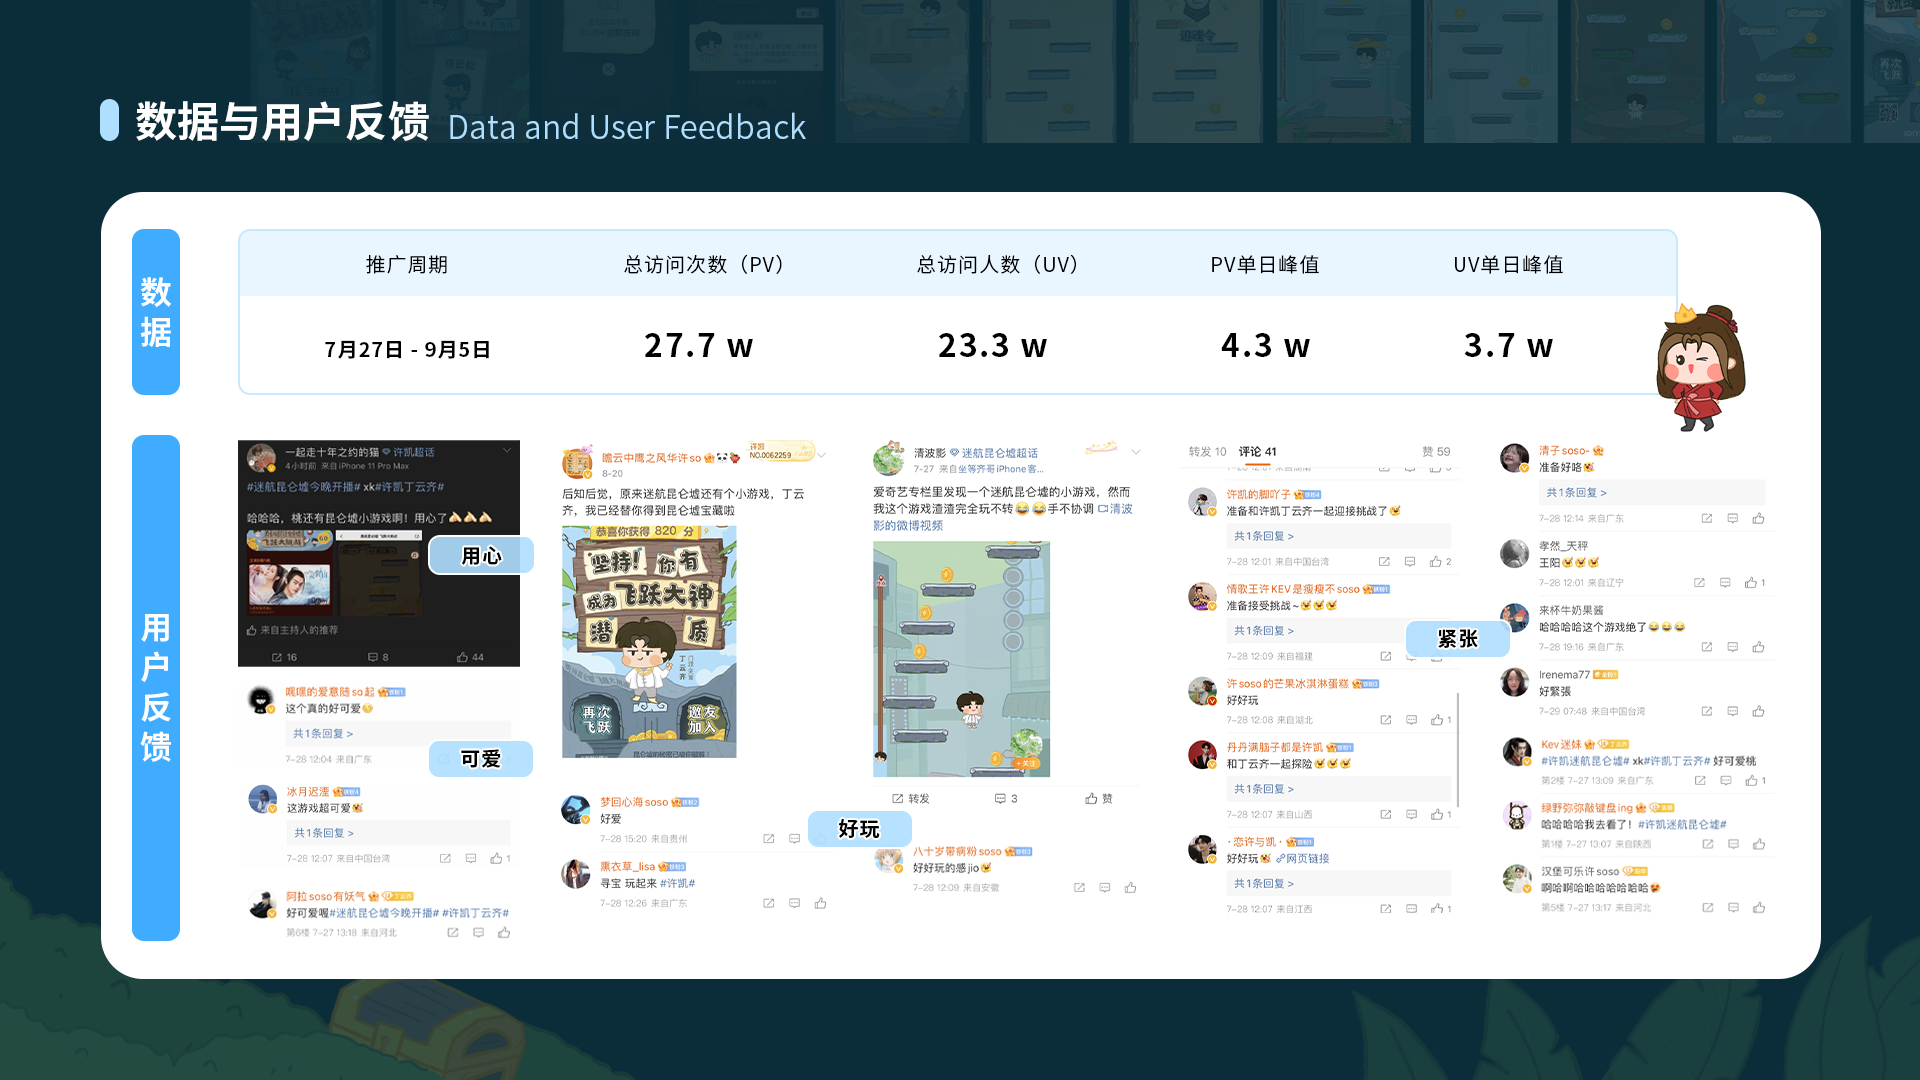 数据与用户反馈 Data and User Feedback
数据
推广周期
总访问次数（PV）
总访问人数（UV）
PV单日峰值
UV单日峰值
7月27日 - 9月5日
27.7 w
23.3 w
4.3 w
3.7 w
用户反馈
一起走十年之约的猫 许凯超话
4小时前 来自iPhone 11 Pro Max
#迷航昆仑墟今晚开播# xk#许凯丁云齐#
哈哈哈，桃还有昆仑墟小游戏啊！用心了
用心
来自主持人的推荐
16
8
44
嘿嘿的爱意随so起
这个真的好可爱
共1条回复 >
7-28 12:04 来自广东
可爱
冰月迟湮
这游戏超可爱
共1条回复 >
7-28 12:07 来自中国台湾
1
阿拉soso有妖气
好可爱喔#迷航昆仑墟今晚开播# #许凯丁云齐#
第6楼 7-27 13:18 来自河北
瞻云中鹰之风华许so
8-20
许凯
NO.0062259
后知后觉，原来迷航昆仑墟还有个小游戏，丁云
齐，我已经替你得到昆仑墟宝藏啦
恭喜你获得 820 分
坚持！你有
成为飞跃大神
潜质
丁云齐
再次
飞跃
邀友
加入
梦回心海soso
好爱
7-28 15:20 来自贵州
薰衣草_lisa
寻宝 玩起来 #许凯#
7-28 12:26 来自广东
清波影 迷航昆仑墟超话
7-27 来自坐等齐哥iPhone客...
爱奇艺专栏里发现一个迷航昆仑墟的小游戏，然而
我这个游戏渣渣完全玩不转手不协调 清波
影的微博视频
+关注
转发
3
赞
好玩
八十岁带病粉soso
好好玩的感jio
7-28 12:09 来自安徽
转发 10 评论 41
赞 59
许凯的脚吖子
准备和许凯丁云齐一起迎接挑战了
共1条回复 >
7-28 12:01 来自中国台湾
2
情歌王许KEV是瘦瘦不soso
准备接受挑战～
共1条回复 >
7-28 12:09 来自福建
紧张
许soso的芒果冰淇淋蛋糕
好好玩
7-28 12:08 来自湖北
1
丹丹满脑子都是许凯
和丁云齐一起探险
共1条回复 >
7-28 12:07 来自山西
1
·恋许与凯·
好好玩 网页链接
共1条回复 >
7-28 12:07 来自江西
1
清子soso-
准备好咯
共1条回复 >
7-28 12:14 来自广东
孝然_天秤
王阳
7-28 12:01 来自辽宁
1
来杯牛奶果酱
哈哈哈哈这个游戏绝了
7-28 19:16 来自广东
Irenema77
好緊張
7-29 07:48 来自中国台湾
Kev迷妹
#许凯迷航昆仑墟# xk#许凯丁云齐# 好可爱桃
第2楼 7-27 13:09 来自广东
1
绿野弥弥敲键盘ing
哈哈哈哈我去看了！#许凯迷航昆仑墟#
第1楼 7-27 13:07 来自陕西
汉堡可乐许soso
啊哈啊哈哈哈哈哈哈
第5楼 7-27 13:17 来自河北